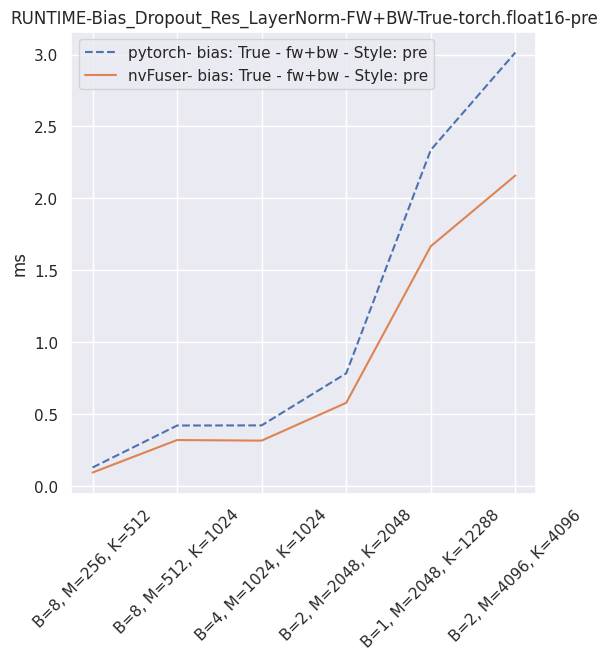 RUNTIME-Bias_Dropout_Res_LayerNorm-FW+BW-True-torch.float16-pre
pytorch- bias: True - fw+bw - Style: pre
nvFuser- bias: True - fw+bw - Style: pre
3.0
2.5
2.0
1.5
1.0
0.5
0.0
ms
B=8, M=256, K=512
B=8, M=512, K=1024
B=4, M=1024, K=1024
B=2, M=2048, K=2048
B=1, M=2048, K=12288
B=2, M=4096, K=4096